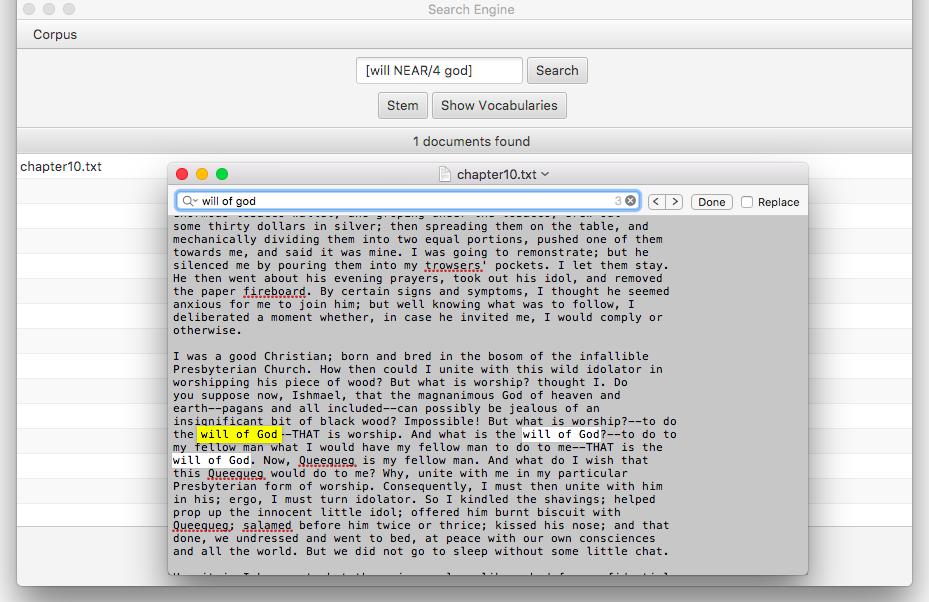 Search Engine
Corpus
[will NEAR/4 god]
Search
Stem
Show Vocabularies
1 documents found
chapter10.txt
chapter10.txt
will of god
3
Done
Replace
some thirty dollars in silver; then spreading them on the table, and
mechanically dividing them into two equal portions, pushed one of them
towards me, and said it was mine. I was going to remonstrate; but he
silenced me by pouring them into my trowsers' pockets. I let them stay.
He then went about his evening prayers, took out his idol, and removed
the paper fireboard. By certain signs and symptoms, I thought he seemed
anxious for me to join him; but well knowing what was to follow, I
deliberated a moment whether, in case he invited me, I would comply or
otherwise.
I was a good Christian; born and bred in the bosom of the infallible
Presbyterian Church. How then could I unite with this wild idolator in
worshipping his piece of wood? But what is worship? thought I. Do
you suppose now, Ishmael, that the magnanimous God of heaven and
earth--pagans and all included--can possibly be jealous of an
insignificant bit of black wood? Impossible! But what is worship?--to do
the will of God--THAT is worship. And what is the will of God?--to do to
my fellow man what I would have my fellow man to do to me--THAT is the
will of God. Now, Queequeg is my fellow man. And what do I wish that
this Queequeg would do to me? Why, unite with me in my particular
Presbyterian form of worship. Consequently, I must then unite with him
in his; ergo, I must turn idolator. So I kindled the shavings; helped
prop up the innocent little idol; offered him burnt biscuit with
Queequeg; salamed before him twice or thrice; kissed his nose; and that
done, we undressed and went to bed, at peace with our own consciences
and all the world. But we did not go to sleep without some little chat.